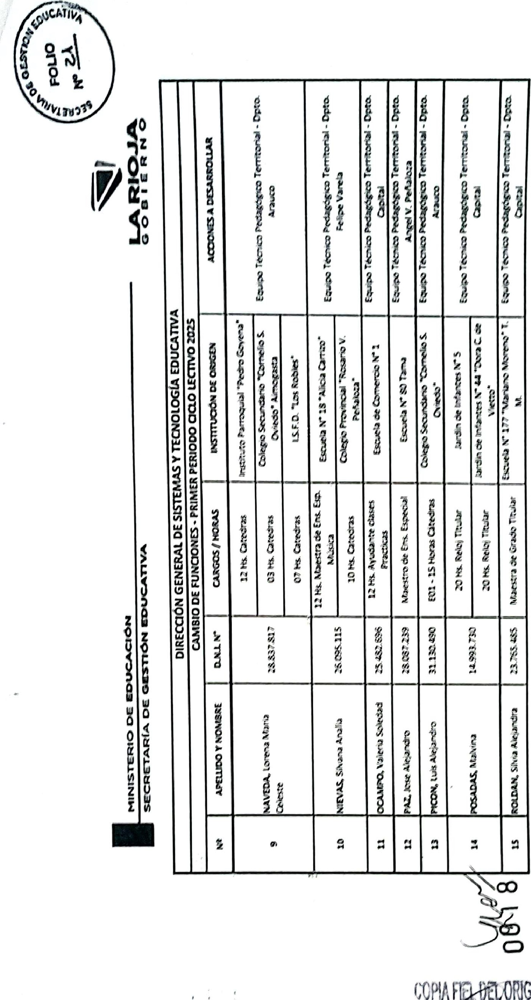 SECRETARIA DE GESTION EDUCATIVA
FOLIO
Nº
MINISTERIO DE EDUCACIÓN
SECRETARÍA DE GESTIÓN EDUCATIVA
LA RIOJA
GOBIERNO
DIRECCIÓN GENERAL DE SISTEMAS Y TECNOLOGÍA EDUCATIVA
CAMBIO DE FUNCIONES - PRIMER PERIODO CICLO LECTIVO 2025
Nº APELLIDO Y NOMBRE D.N.I. N° CARGOS / HORAS INSTITUCIÓN DE ORIGEN ACCIONES A DESARROLLAR
9 NAVEDA, Lorena Maria Celeste 28.837.817 12 Hs. Catedras Instituto Parroquial "Pedro Goyena" Equipo Técnico Pedagógico Territorial - Dpto. Arauco
03 Hs. Catedras Colegio Secundario "Cornelio S. Oviedo" Aimogasta
07 Hs. Catedras I.S.F.D. "Los Robles"
10 NIEVAS, Silvana Analía 26.095.115 12 Hs. Maestra de Ens. Esp. Música Escuela N° 18 "Alicia Carrizo" Equipo Técnico Pedagógico Territorial - Dpto. Felipe Varela
10 Hs. Catedras Colegio Provincial "Rosario V. Peñaloza"
11 OCAMPO, Valeria Soledad 25.482.696 12 Hs. Ayudante clases Practicas Escuela de Comercio N° 1 Equipo Técnico Pedagógico Territorial - Dpto. Capital
12 PAZ, Jose Alejandro 28.087.239 Maestro de Ens. Especial Escuela N° 90 Tama Equipo Técnico Pedagógico Territorial - Dpto. Angel V. Peñaloza
13 PICON, Luis Alejandro 31.130.490 E01 - 15 Horas Cátedras Colegio Secundario "Cornelio S. Oviedo" Equipo Técnico Pedagógico Territorial - Dpto. Arauco
14 POSADAS, Malvina 14.993.730 20 Hs. Reloj Titular Jardín de Infantes N° 5 Equipo Técnico Pedagógico Territorial - Dpto. Capital
20 Hs. Reloj Titular Jardín de Infantes N° 44 "Dora C. de Vietto"
15 ROLDAN, Silvia Alejandra 23.765.485 Maestra de Grado Titular Escuela N° 177 "Mariano Moreno" T. M. Equipo Técnico Pedagógico Territorial - Dpto. Capital
0018
COPIA FIEL DEL ORIG